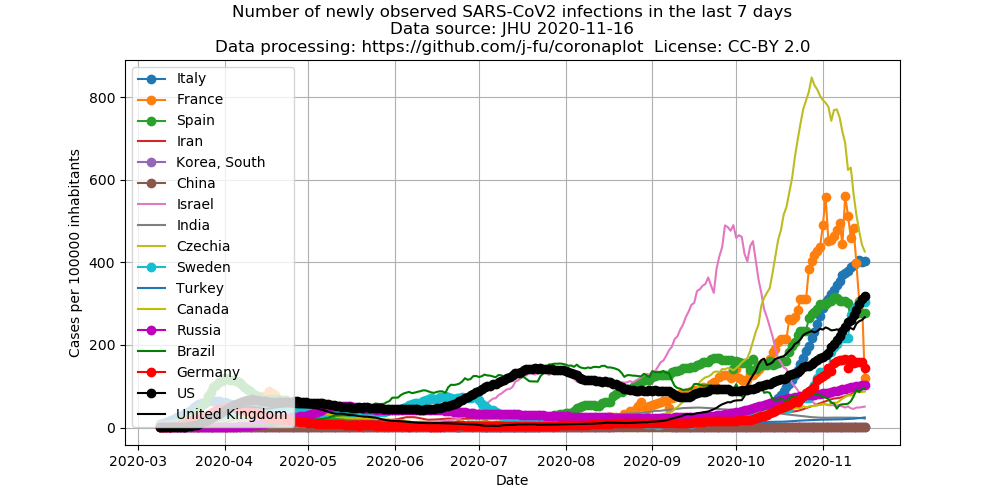 Number of newly observed SARS-CoV2 infections in the last 7 days
Data source: JHU 2020-11-16
Data processing: https://github.com/j-fu/coronaplot  License: CC-BY 2.0
Cases per 100000 inhabitants
800
600
400
200
0
Italy
France
Spain
Iran
Korea, South
China
Israel
India
Czechia
Sweden
Turkey
Canada
Russia
Brazil
Germany
US
United Kingdom
2020-03 2020-04 2020-05 2020-06 2020-07 2020-08 2020-09 2020-10 2020-11
Date